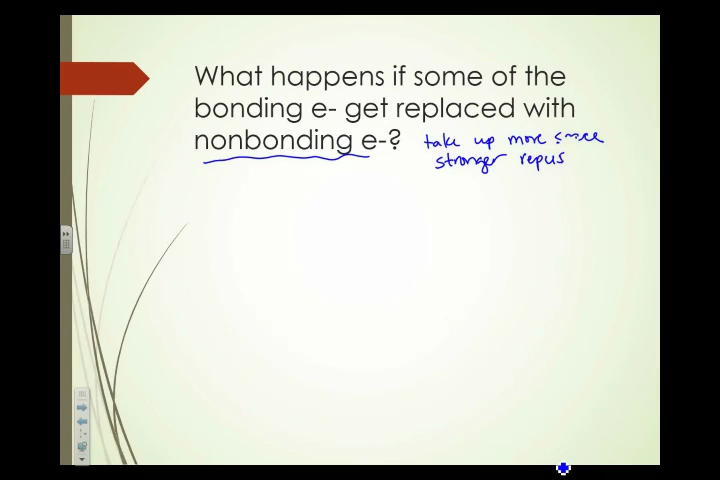 What happens if some of the
bonding e- get replaced with
nonbonding e-?
take up more space
stronger repus